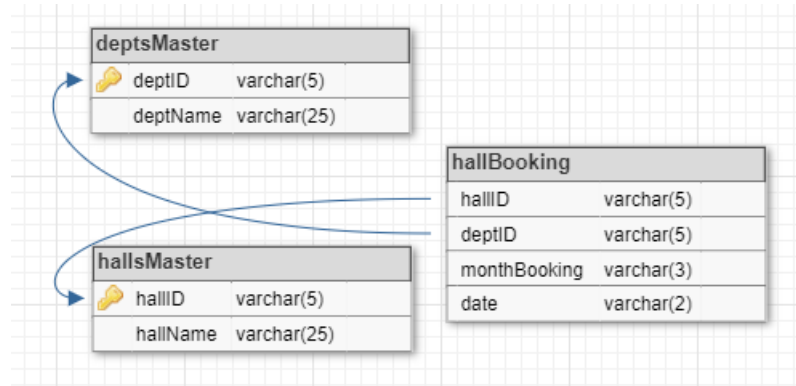 deptsMaster
deptID varchar(5)
deptName varchar(25)
hallBooking
hallID varchar(5)
deptID varchar(5)
monthBooking varchar(3)
date varchar(2)
hallsMaster
hallID varchar(5)
hallName varchar(25)